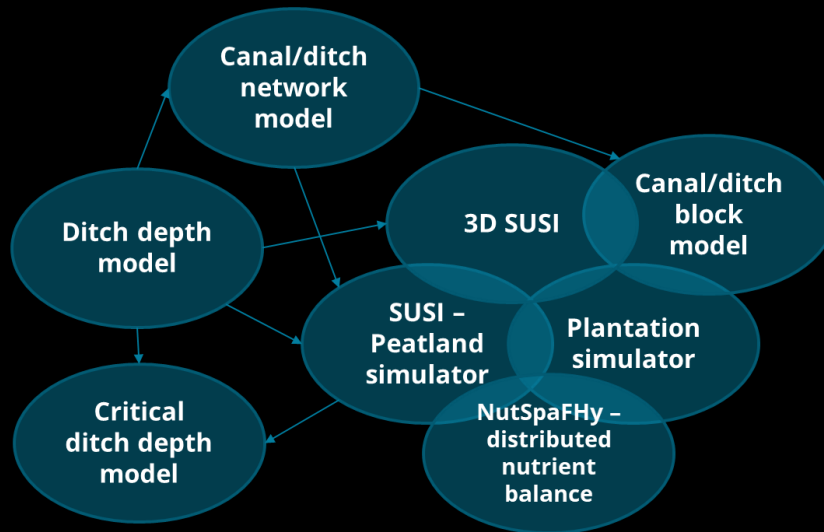 Canal/ditch
network
model
Ditch depth
model
3D SUSI
Canal/ditch
block
model
SUSI –
Peatland
simulator
Plantation
simulator
Critical
ditch depth
model
NutSpaFHy –
distributed
nutrient
balance